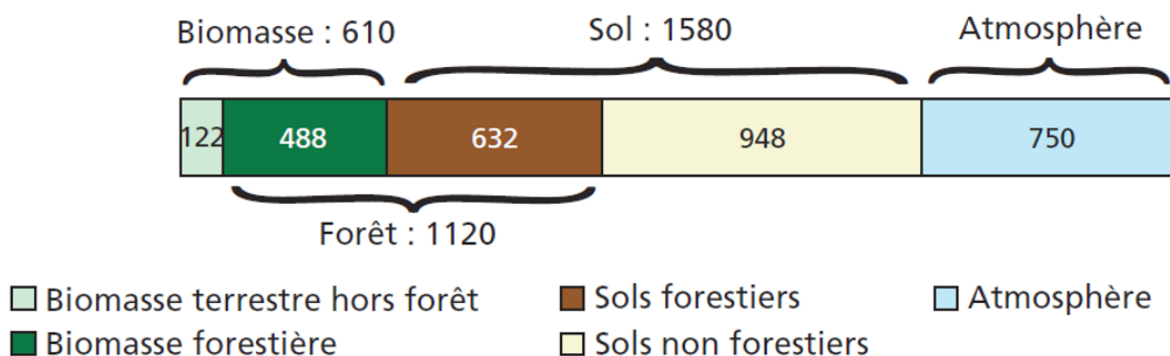 Biomasse : 610 Sol : 1580 Atmosphère
122 488 632 948 750
Forêt : 1120
Biomasse terrestre hors forêt Sols forestiers Atmosphère
Biomasse forestière Sols non forestiers